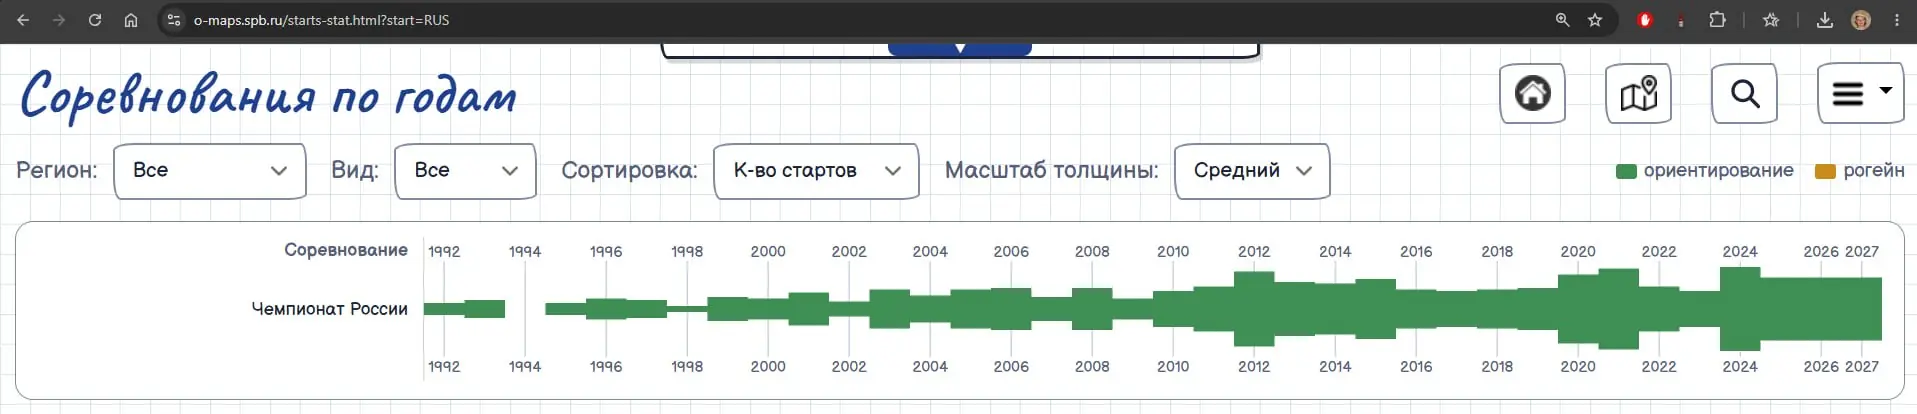 o-maps.spb.ru/starts-stat.html?start=RUS
Соревнования по годам
Регион: Все Вид: Все Сортировка: К-во стартов Масштаб толщины: Средний ориентирование рогейн
Соревнование 1992 1994 1996 1998 2000 2002 2004 2006 2008 2010 2012 2014 2016 2018 2020 2022 2024 2026 2027
Чемпионат России
1992 1994 1996 1998 2000 2002 2004 2006 2008 2010 2012 2014 2016 2018 2020 2022 2024 2026 2027